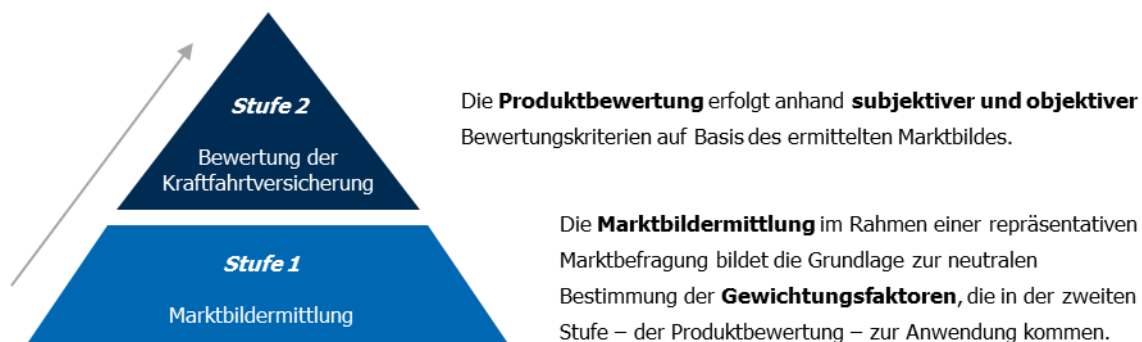 Stufe 2
Bewertung der
Kraftfahrtversicherung
Die Produktbewertung erfolgt anhand subjektiver und objektiver
Bewertungskriterien auf Basis des ermittelten Marktbildes.
Stufe 1
Marktbildermittlung
Die Marktbildermittlung im Rahmen einer repräsentativen
Marktbefragung bildet die Grundlage zur neutralen
Bestimmung der Gewichtungsfaktoren, die in der zweiten
Stufe – der Produktbewertung – zur Anwendung kommen.